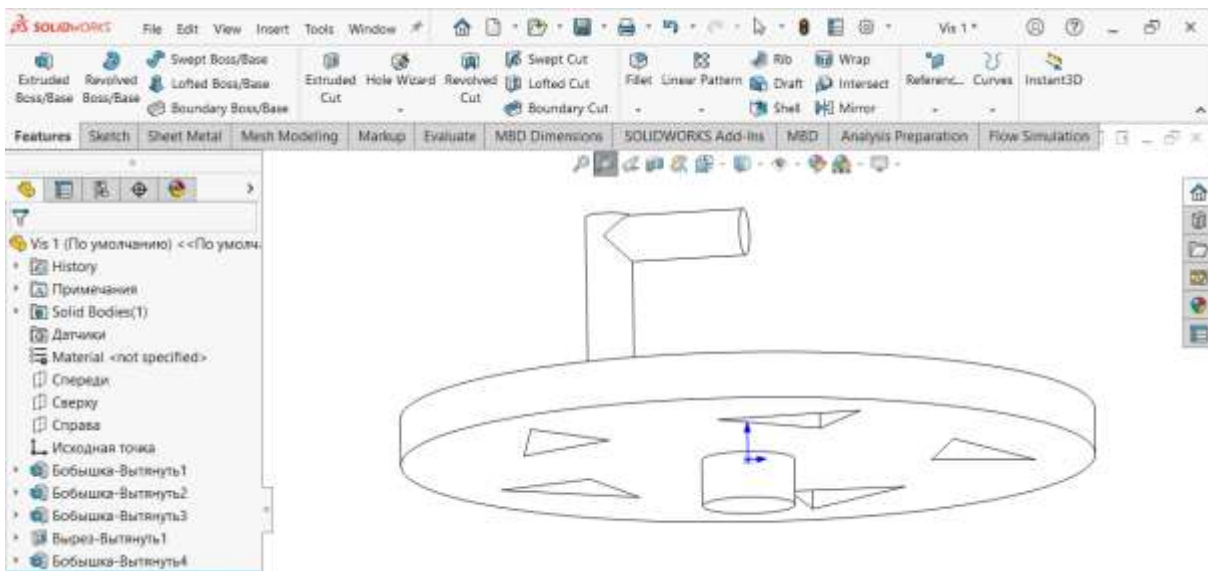 SOLIDWORKS File Edit View Insert Tools Window Vis 1 *
Extruded Boss/Base Revolved Boss/Base Swept Boss/Base Extruded Cut Hole Wizard Revolved Cut Swept Cut Fillet Linear Pattern Rib Wrap Referenc... Curves Instant3D
Lofted Boss/Base Lofted Cut Draft Intersect
Boundary Boss/Base Boundary Cut Shell Mirror
Features Sketch Sheet Metal Mesh Modeling Markup Evaluate MBD Dimensions SOLIDWORKS Add-Ins MBD Analysis Preparation Flow Simulation
Vis 1 (По умолчанию) <<По умолч
History
Примечания
Solid Bodies(1)
Датчики
Material <not specified>
Спереди
Сверху
Справа
Исходная точка
Бобышка-Вытянуть1
Бобышка-Вытянуть2
Бобышка-Вытянуть3
Вырез-Вытянуть1
Бобышка-Вытянуть4